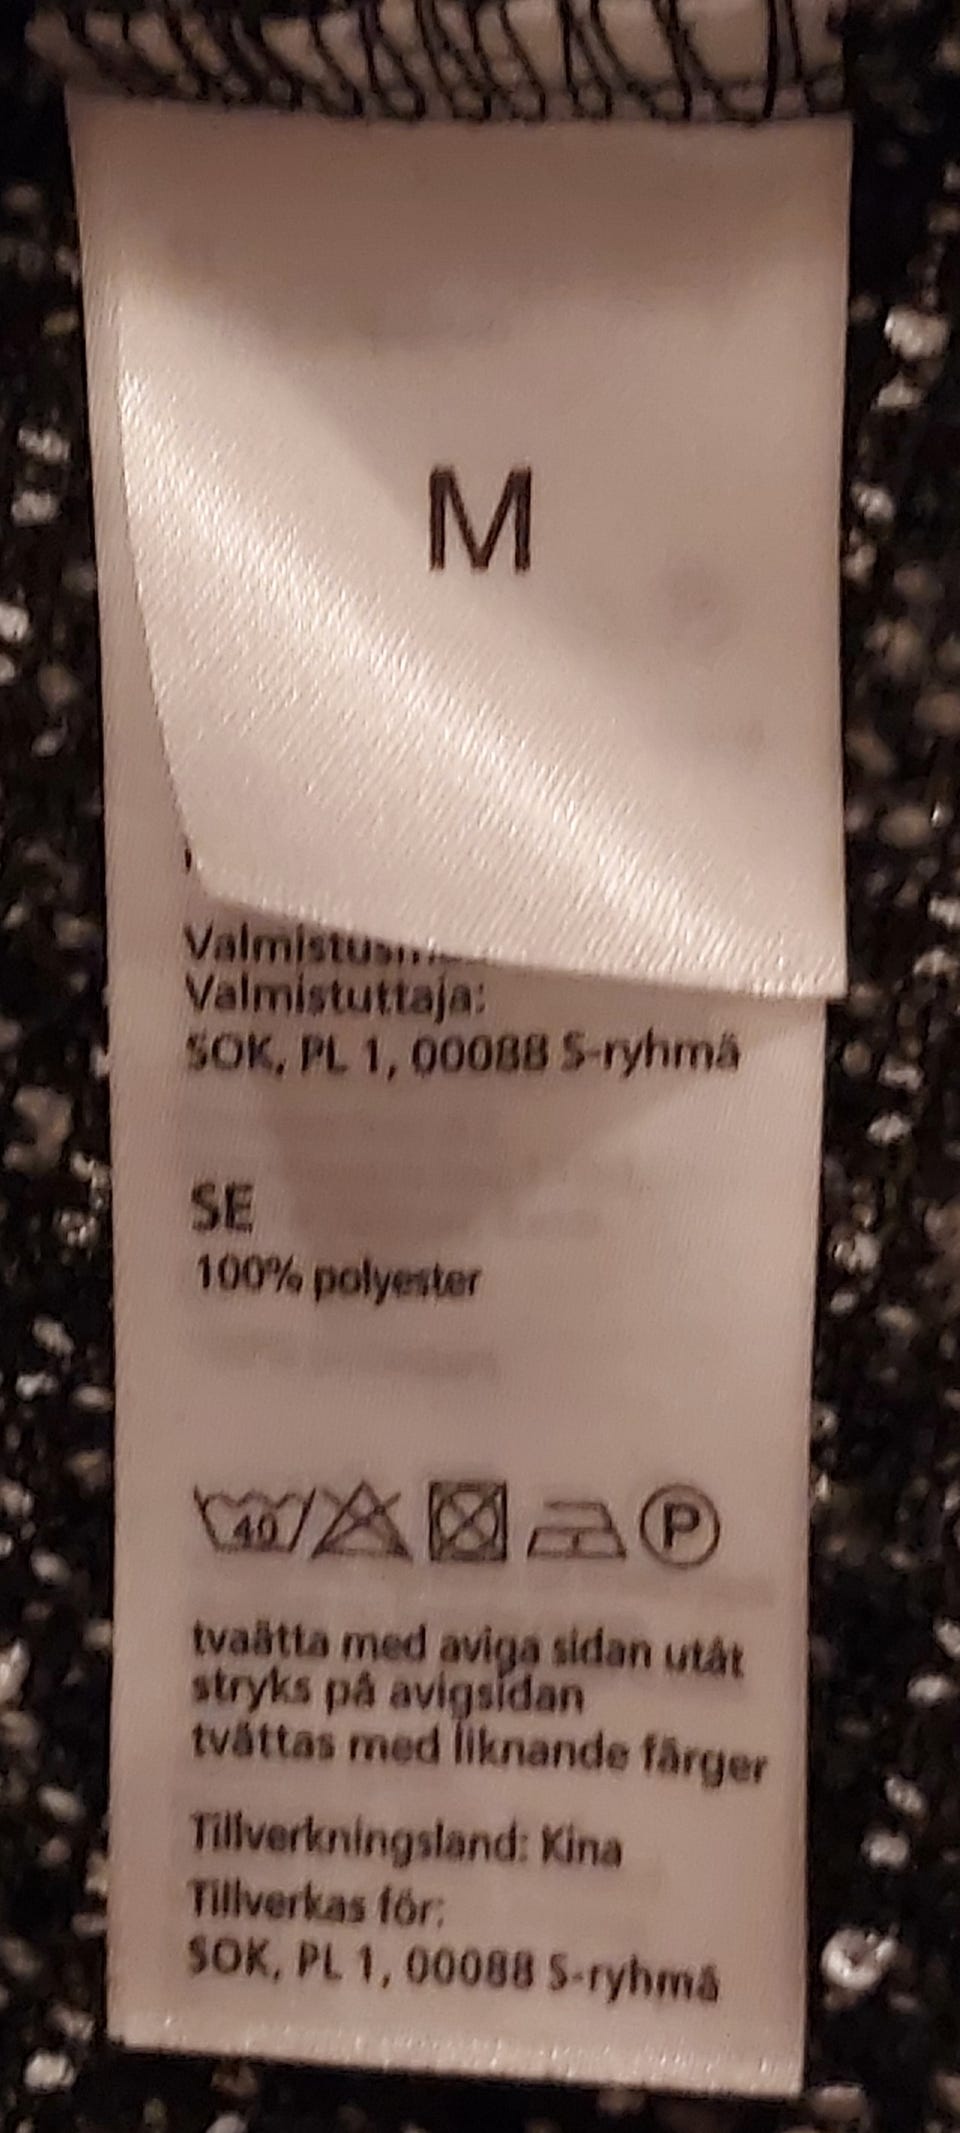 M
Valmistuttaja:
SOK, PL 1, 00088 S-ryhmä
SE
100% polyester
40
P
tvaätta med aviga sidan utåt
stryks på avigsidan
tvättas med liknande färger
Tillverkningsland: Kina
Tillverkas för:
SOK, PL 1, 00088 S-ryhmä